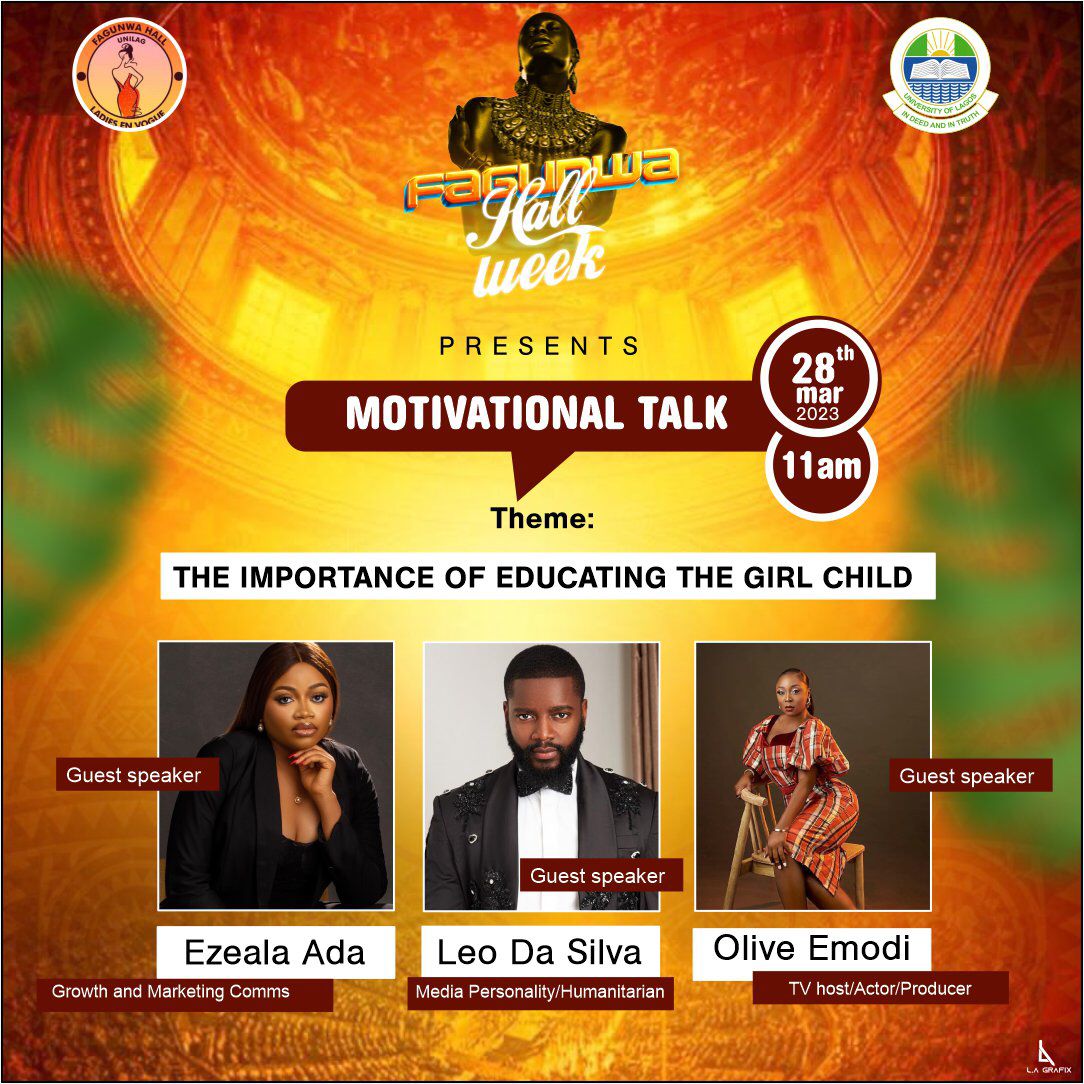 FAGUNWA HALL
UNILAG
LADIES EN VOGUE
UNIVERSITY OF LAGOS
IN DEED AND IN TRUTH
FAGUNWA
Hall
week
PRESENTS
MOTIVATIONAL TALK
28th
mar
2023
11am
Theme:
THE IMPORTANCE OF EDUCATING THE GIRL CHILD
Guest speaker
Guest speaker
Guest speaker
Ezeala Ada
Leo Da Silva
Olive Emodi
Growth and Marketing Comms
Media Personality/Humanitarian
TV host/Actor/Producer
L.A GRAFIX